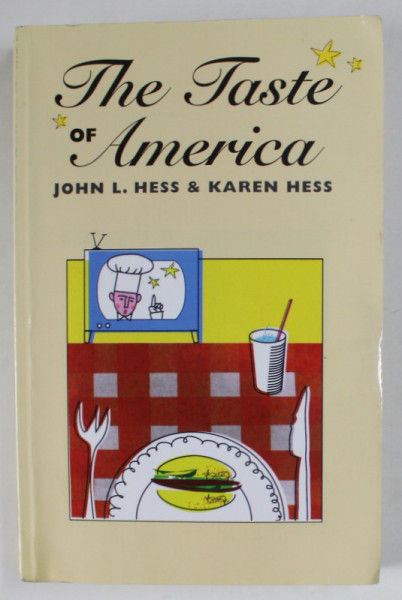 The Taste
OF America
JOHN L. HESS & KAREN HESS